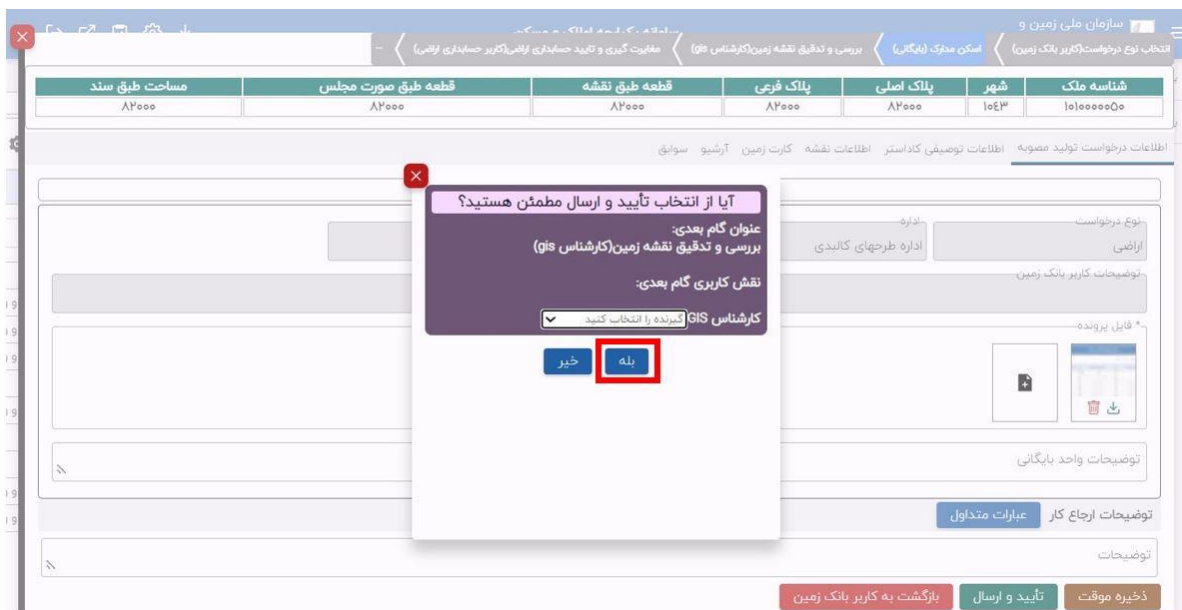 سازمان ملی زمین و
سامانه یکپارچه املاک و مسکن
انتخاب نوع درخواست(کاربر بانک زمین)
اسکن مدارک (بایگانی)
بررسی و تدقیق نقشه زمین(کارشناس gis)
مغایرت گیری و تایید حسابداری اراضی(کاربر حسابداری اراضی)
شناسه ملک شهر پلاک اصلی پلاک فرعی قطعه طبق نقشه قطعه طبق صورت مجلس مساحت طبق سند
۱۰۱۰۰۰۰۰۵۰ ۱۰۴۳ ۸۲۰۰۰ ۸۲۰۰۰ ۸۲۰۰۰ ۸۲۰۰۰ ۸۲۰۰۰
اطلاعات درخواست تولید مصوبه اطلاعات توصیفی کاداستر اطلاعات نقشه کارت زمین آرشیو سوابق
آیا از انتخاب تأیید و ارسال مطمئن هستید؟
عنوان گام بعدی:
بررسی و تدقیق نقشه زمین(کارشناس gis)
نقش کاربری گام بعدی:
کارشناس GIS گیرنده را انتخاب کنید
بله خیر
نوع درخواست
اراضی
اداره
اداره طرحهای کالبدی
توضیحات کاربر بانک زمین
* فایل پرونده
توضیحات واحد بایگانی
توضیحات ارجاع کار عبارات متداول
توضیحات
ذخیره موقت تأیید و ارسال بازگشت به کاربر بانک زمین